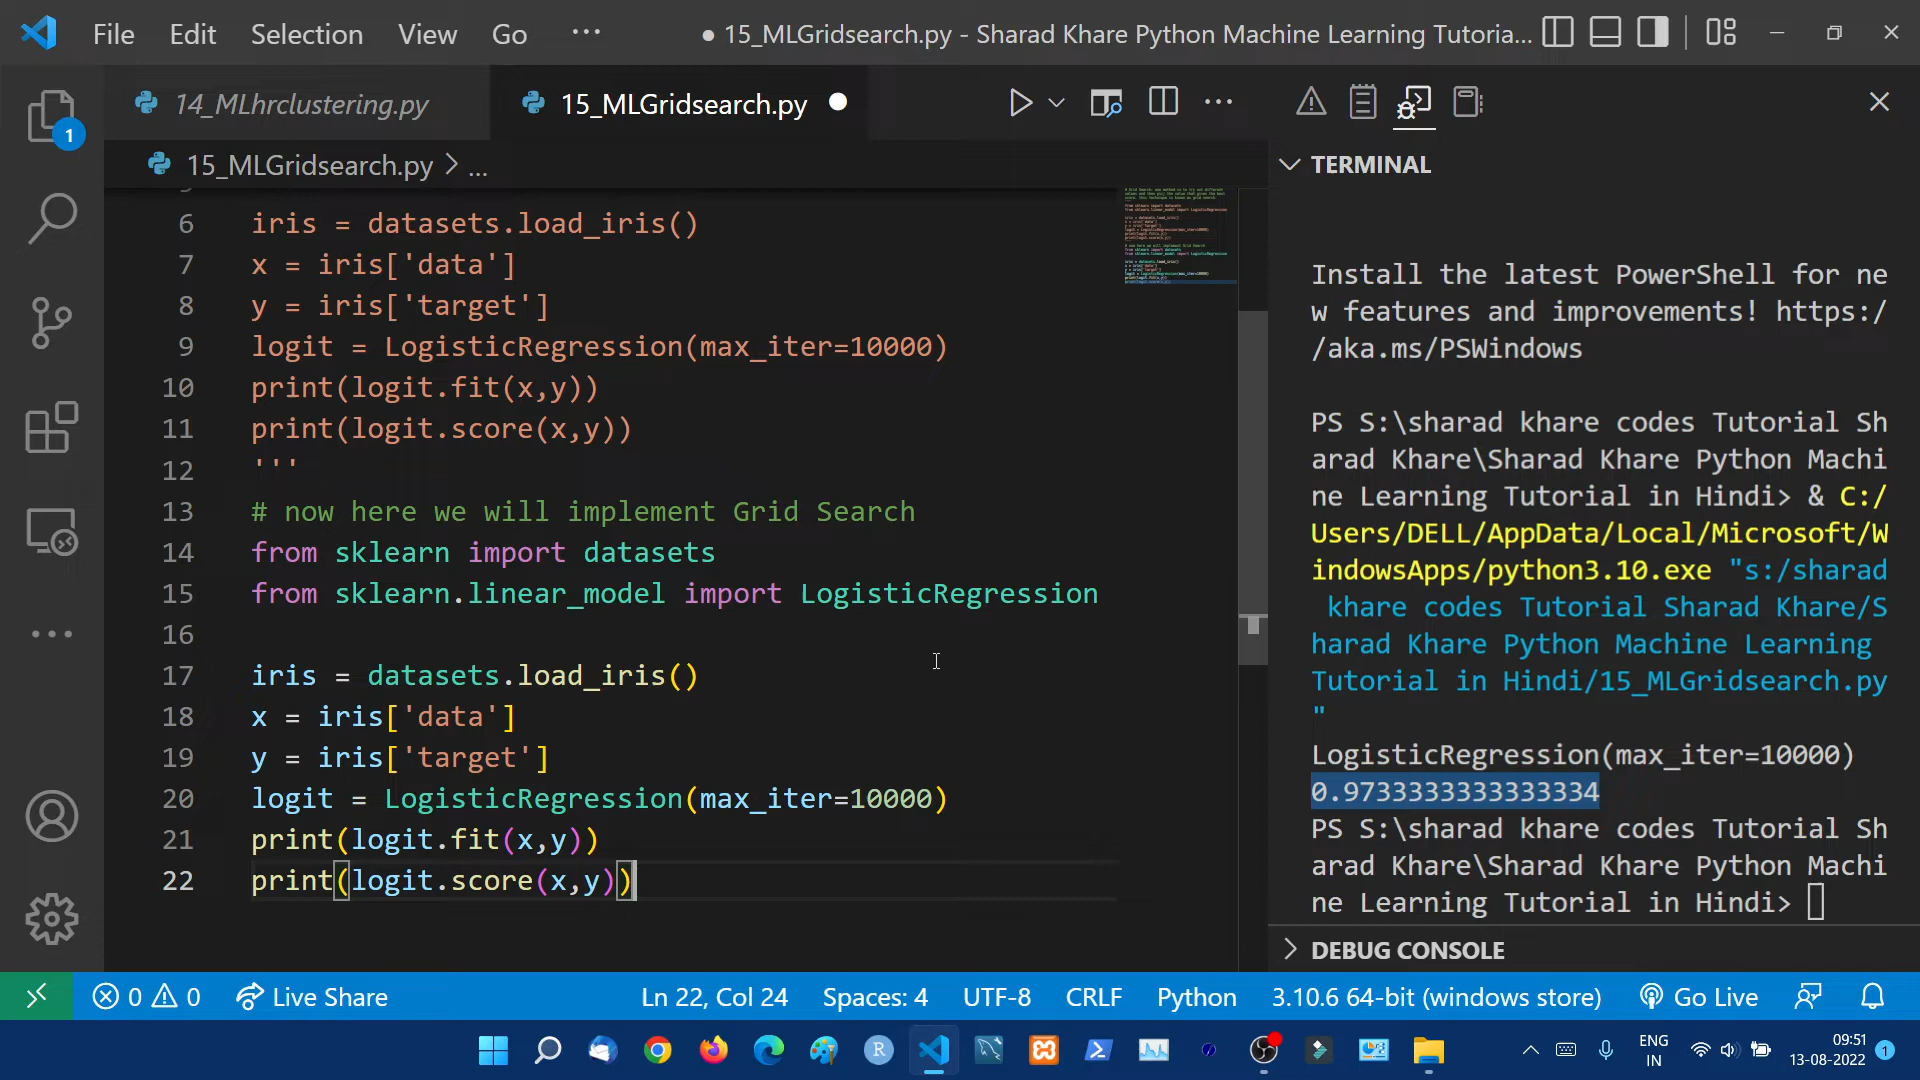 File Edit Selection View Go ···
● 15_MLGridsearch.py - Sharad Khare Python Machine Learning Tutoria...
14_MLhrclustering.py
15_MLGridsearch.py ●
15_MLGridsearch.py > ...
6 iris = datasets.load_iris()
7 x = iris['data']
8 y = iris['target']
9 logit = LogisticRegression(max_iter=10000)
10 print(logit.fit(x,y))
11 print(logit.score(x,y))
12 '''
13 # now here we will implement Grid Search
14 from sklearn import datasets
15 from sklearn.linear_model import LogisticRegression
16
17 iris = datasets.load_iris()
18 x = iris['data']
19 y = iris['target']
20 logit = LogisticRegression(max_iter=10000)
21 print(logit.fit(x,y))
22 print(logit.score(x,y))
1
TERMINAL
Install the latest PowerShell for ne
w features and improvements! https:/
/aka.ms/PSWindows
PS S:\sharad khare codes Tutorial Sh
arad Khare\Sharad Khare Python Machi
ne Learning Tutorial in Hindi> & C:/
Users/DELL/AppData/Local/Microsoft/W
indowsApps/python3.10.exe "s:/sharad
khare codes Tutorial Sharad Khare/S
harad Khare Python Machine Learning
Tutorial in Hindi/15_MLGridsearch.py
"
LogisticRegression(max_iter=10000)
0.9733333333333334
PS S:\sharad khare codes Tutorial Sh
arad Khare\Sharad Khare Python Machi
ne Learning Tutorial in Hindi>
DEBUG CONSOLE
0 0 Live Share Ln 22, Col 24 Spaces: 4 UTF-8 CRLF Python 3.10.6 64-bit (windows store) Go Live
R
ENG
IN
09:51
13-08-2022
1